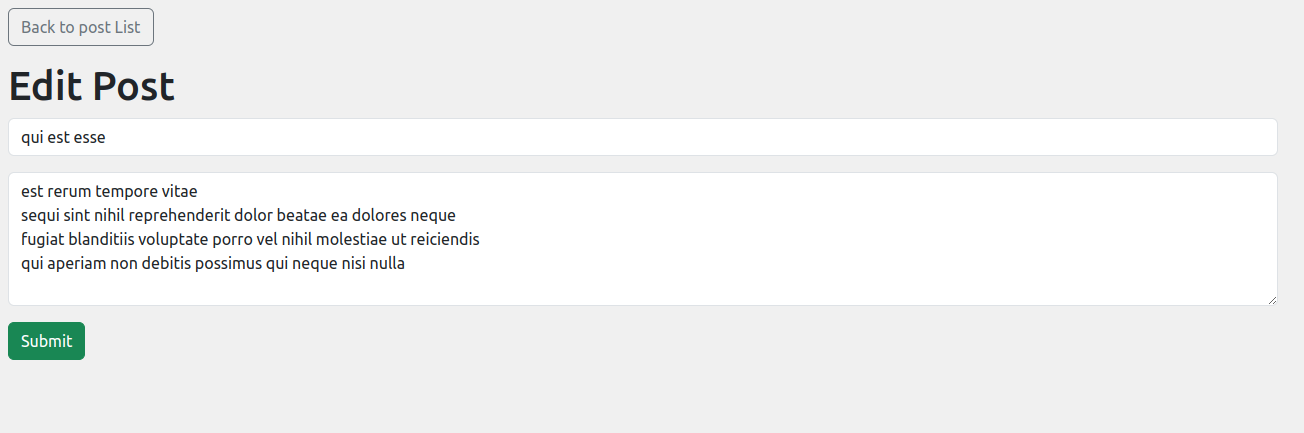 Back to post List
Edit Post
qui est esse
est rerum tempore vitae
sequi sint nihil reprehenderit dolor beatae ea dolores neque
fugiat blanditiis voluptate porro vel nihil molestiae ut reiciendis
qui aperiam non debitis possimus qui neque nisi nulla
Submit